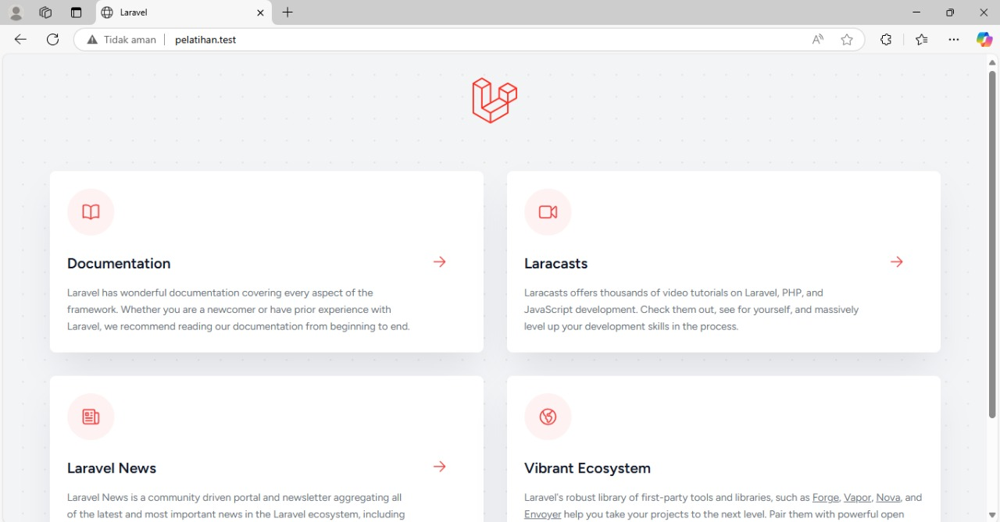 Laravel
Tidak aman
pelatihan.test
Documentation
Laravel has wonderful documentation covering every aspect of the
framework. Whether you are a newcomer or have prior experience with
Laravel, we recommend reading our documentation from beginning to end.
Laracasts
Laracasts offers thousands of video tutorials on Laravel, PHP, and
JavaScript development. Check them out, see for yourself, and massively
level up your development skills in the process.
Laravel News
Laravel News is a community driven portal and newsletter aggregating all
of the latest and most important news in the Laravel ecosystem, including
Vibrant Ecosystem
Laravel's robust library of first-party tools and libraries, such as Forge, Vapor, Nova, and
Envoyer help you take your projects to the next level. Pair them with powerful open